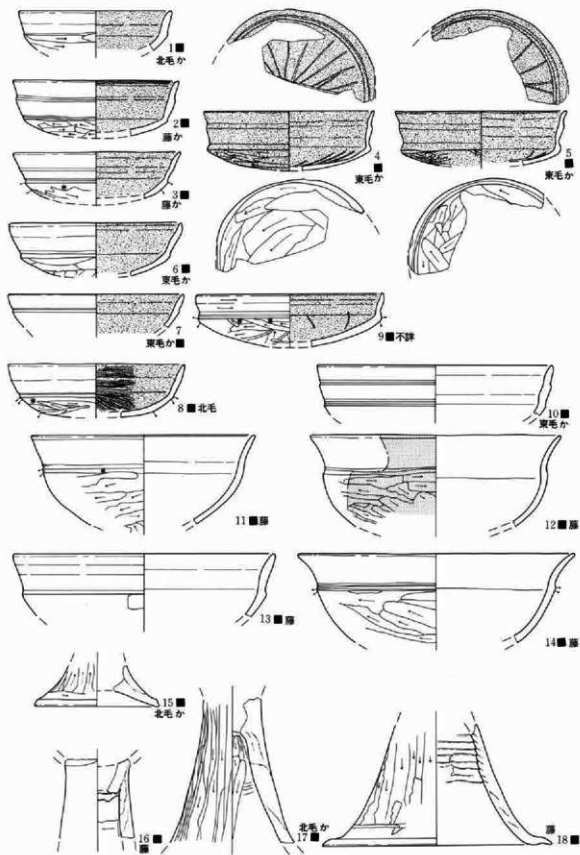 1■
北毛か
2■
藤か
3■
藤か
4
■
東毛か
5
■
東毛か
6■
東毛か
7
東毛か■
8■北毛
9■不詳
10■
東毛か
11■藤
12■藤
13■藤
14■藤
15■
北毛か
16■
藤
北毛か
17■
藤
18■